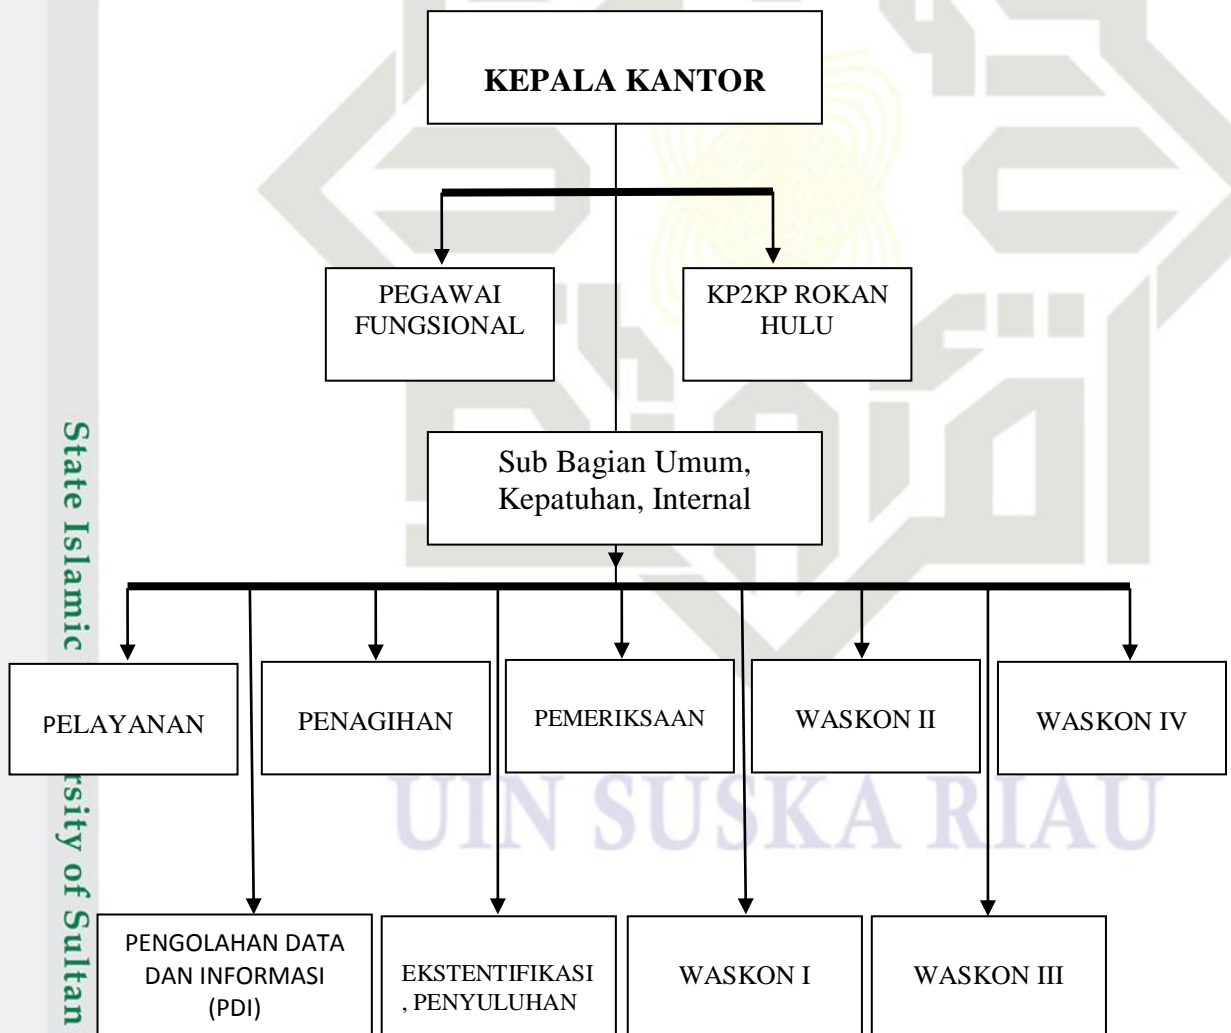 KEPALA KANTOR
PEGAWAI
FUNGSIONAL
KP2KP ROKAN
HULU
Sub Bagian Umum,
Kepatuhan, Internal
PELAYANAN
PENAGIHAN
PEMERIKSAAN
WASKON II
WASKON IV
PENGOLAHAN DATA
DAN INFORMASI
(PDI)
EKSTENTIFIKASI
, PENYULUHAN
WASKON I
WASKON III
UIN SUSKA RIAU
State Islamic
rsity of Sultan